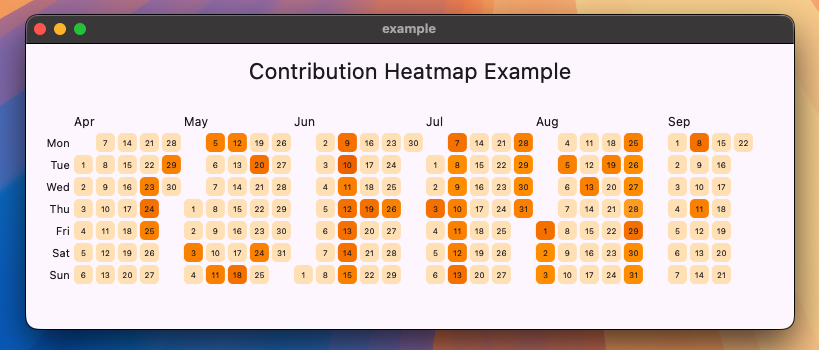 example
Contribution Heatmap Example
Apr May Jun Jul Aug Sep
Mon 7 14 21 28 5 12 19 26 2 9 16 23 30 7 14 21 28 4 11 18 25 1 8 15 22
Tue 1 8 15 22 29 6 13 20 27 3 10 17 24 1 8 15 22 29 5 12 19 26 2 9 16
Wed 2 9 16 23 30 7 14 21 28 4 11 18 25 2 9 16 23 30 6 13 20 27 3 10 17
Thu 3 10 17 24 1 8 15 22 29 5 12 19 26 3 10 17 24 31 7 14 21 28 4 11 18
Fri 4 11 18 25 2 9 16 23 30 6 13 20 27 4 11 18 25 1 8 15 22 29 5 12 19
Sat 5 12 19 26 3 10 17 24 31 7 14 21 28 5 12 19 26 2 9 16 23 30 6 13 20
Sun 6 13 20 27 4 11 18 25 1 8 15 22 29 6 13 20 27 3 10 17 24 31 7 14 21